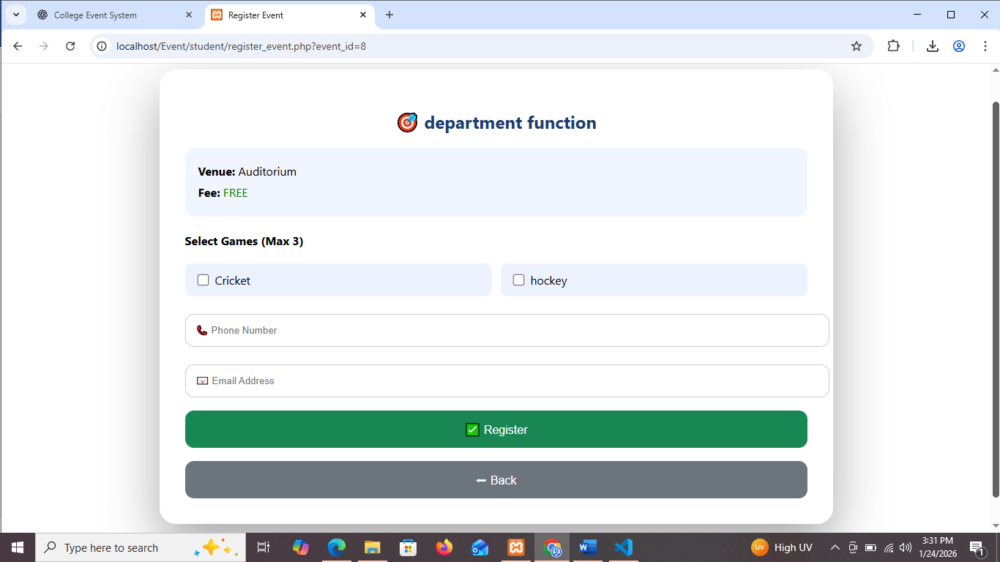 College Event System
Register Event
localhost/Event/student/register_event.php?event_id=8
department function
Venue: Auditorium
Fee: FREE
Select Games (Max 3)
Cricket
hockey
Phone Number
Email Address
Register
Back
Type here to search
UV
High UV
3:31 PM
1/24/2026
1